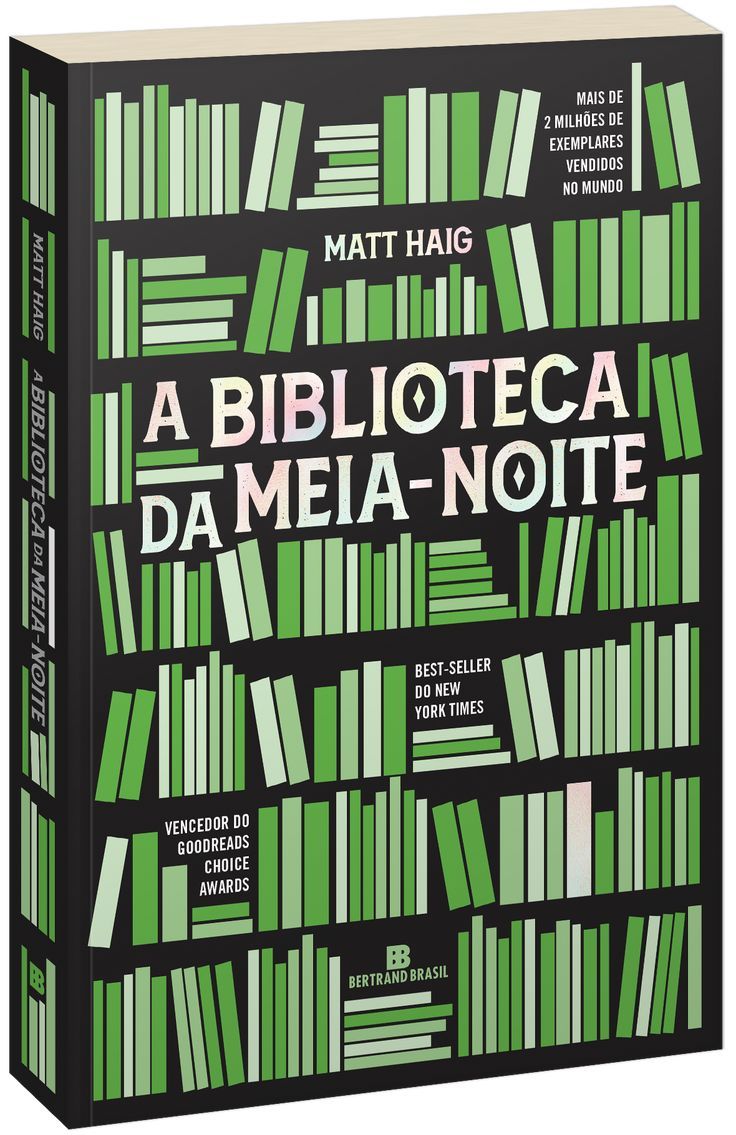 MAIS DE
2 MILHÕES DE
EXEMPLARES
VENDIDOS
NO MUNDO
MATT HAIG
A BIBLIOTECA
DA MEIA-NOITE
BEST-SELLER
DO NEW
YORK TIMES
VENCEDOR DO
GOODREADS
CHOICE
AWARDS
BB
BERTRAND BRASIL
MATT HAIG
A BIBLIOTECA DA MEIA-NOITE
B